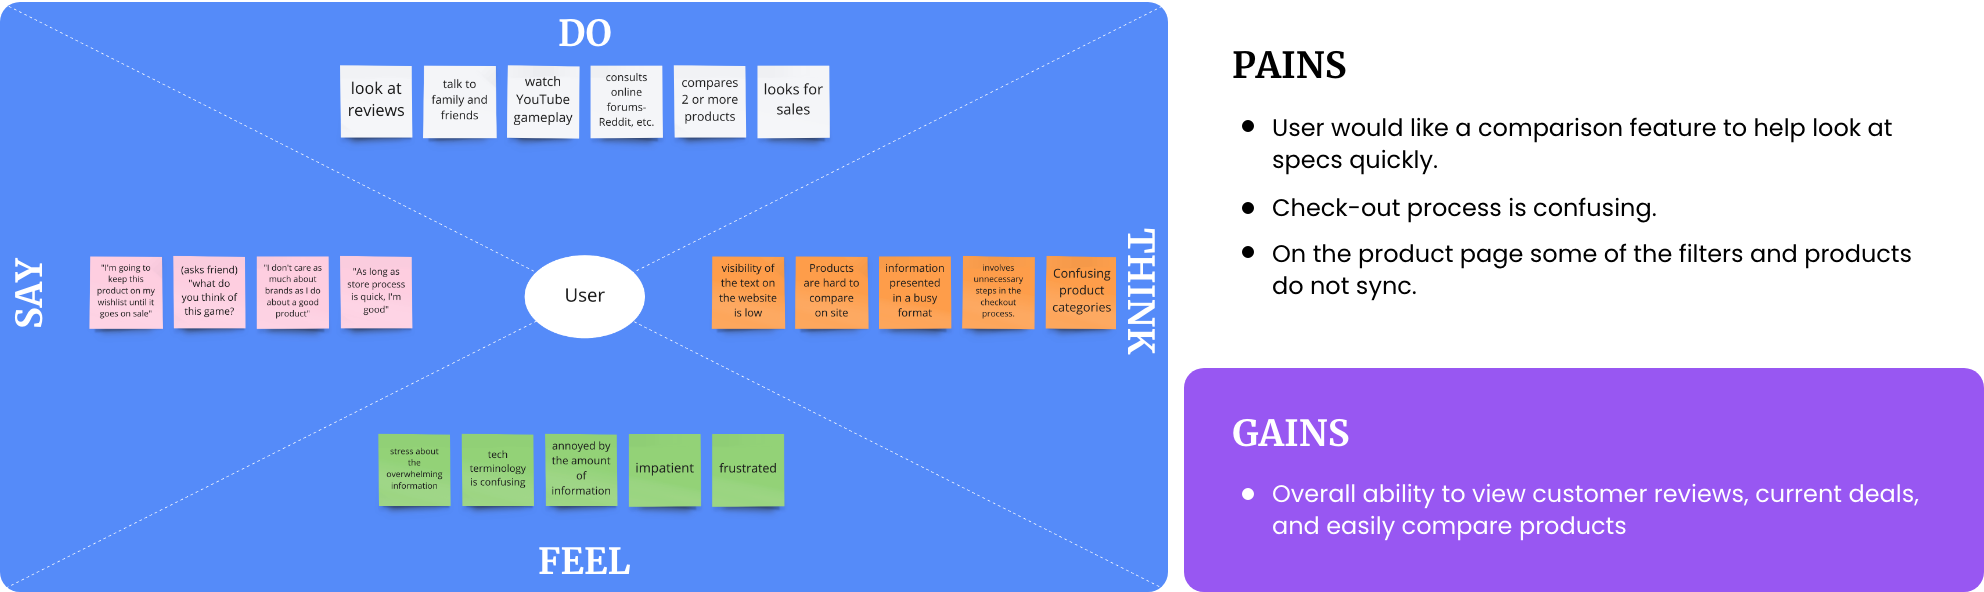 DO
look at
reviews
talk to
family and
friends
watch
YouTube
gameplay
consults
online
forums-
Reddit, etc.
compares
2 or more
products
looks for
sales
SAY
"I'm going to
keep this
product on my
wishlist until it
goes on sale"
(asks friend)
"what do
you think of
this game?
"I don't care as
much about
brands as I do
about a good
product"
"As long as
store process
is quick, I'm
good"
User
visibility of
the text on
the website
is low
Products
are hard to
compare
on site
information
presented
in a busy
format
involves
unnecessary
steps in the
checkout
process.
Confusing
product
categories
THINK
stress about
the
overwhelming
information
tech
terminology
is confusing
annoyed by
the amount
of
information
impatient
frustrated
FEEL
PAINS
User would like a comparison feature to help look at
specs quickly.
Check-out process is confusing.
On the product page some of the filters and products
do not sync.
GAINS
Overall ability to view customer reviews, current deals,
and easily compare products